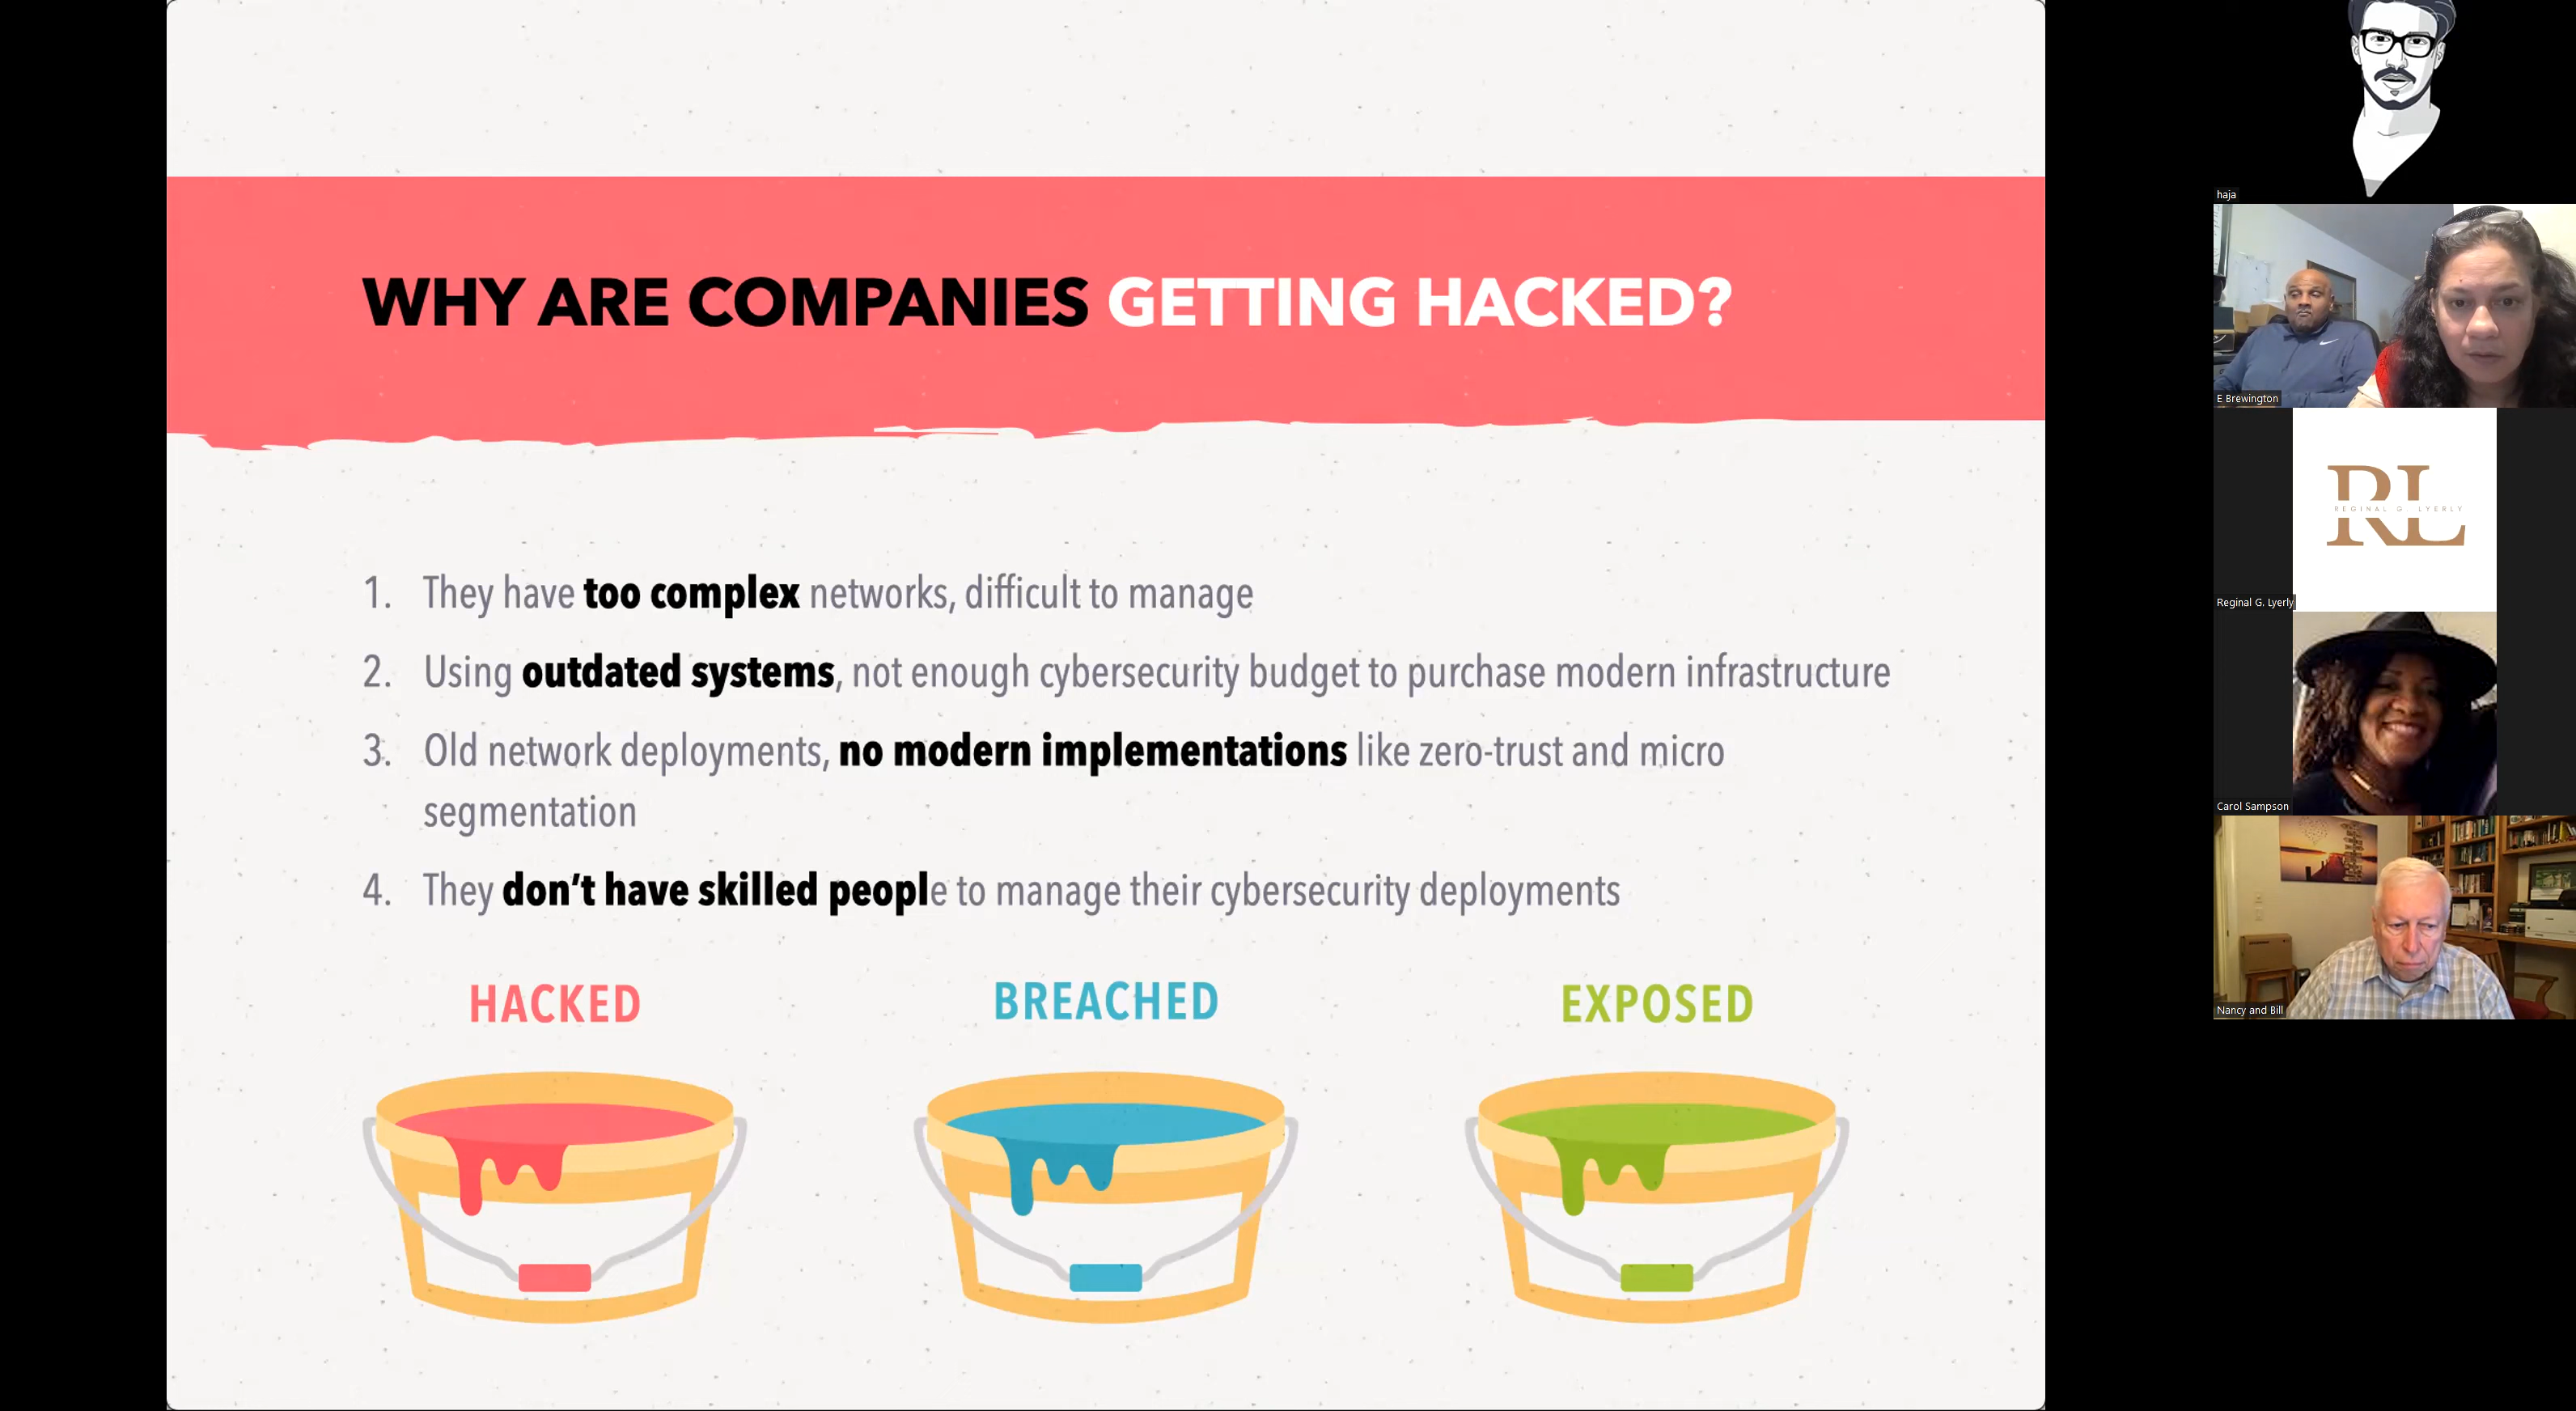 WHY ARE COMPANIES GETTING HACKED?
1. They have too complex networks, difficult to manage
2. Using outdated systems, not enough cybersecurity budget to purchase modern infrastructure
3. Old network deployments, no modern implementations like zero-trust and micro
segmentation
4. They don't have skilled people to manage their cybersecurity deployments
HACKED
BREACHED
EXPOSED
haja
E Brewington
RL
REGINAL G. LYERLY
Reginal G. Lyerly
Carol Sampson
Nancy and Bill